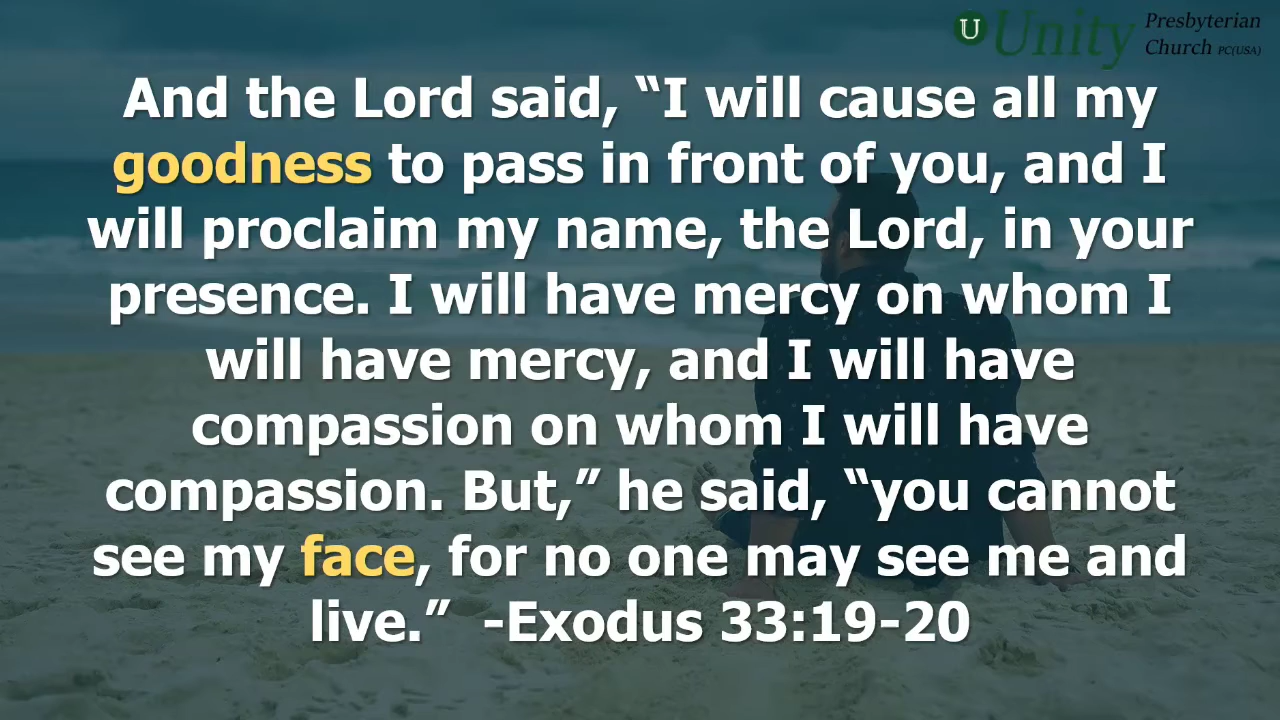 Unity Presbyterian
Church PC(USA)
And the Lord said, “I will cause all my
goodness to pass in front of you, and I
will proclaim my name, the Lord, in your
presence. I will have mercy on whom I
will have mercy, and I will have
compassion on whom I will have
compassion. But,” he said, “you cannot
see my face, for no one may see me and
live.”  -Exodus 33:19-20